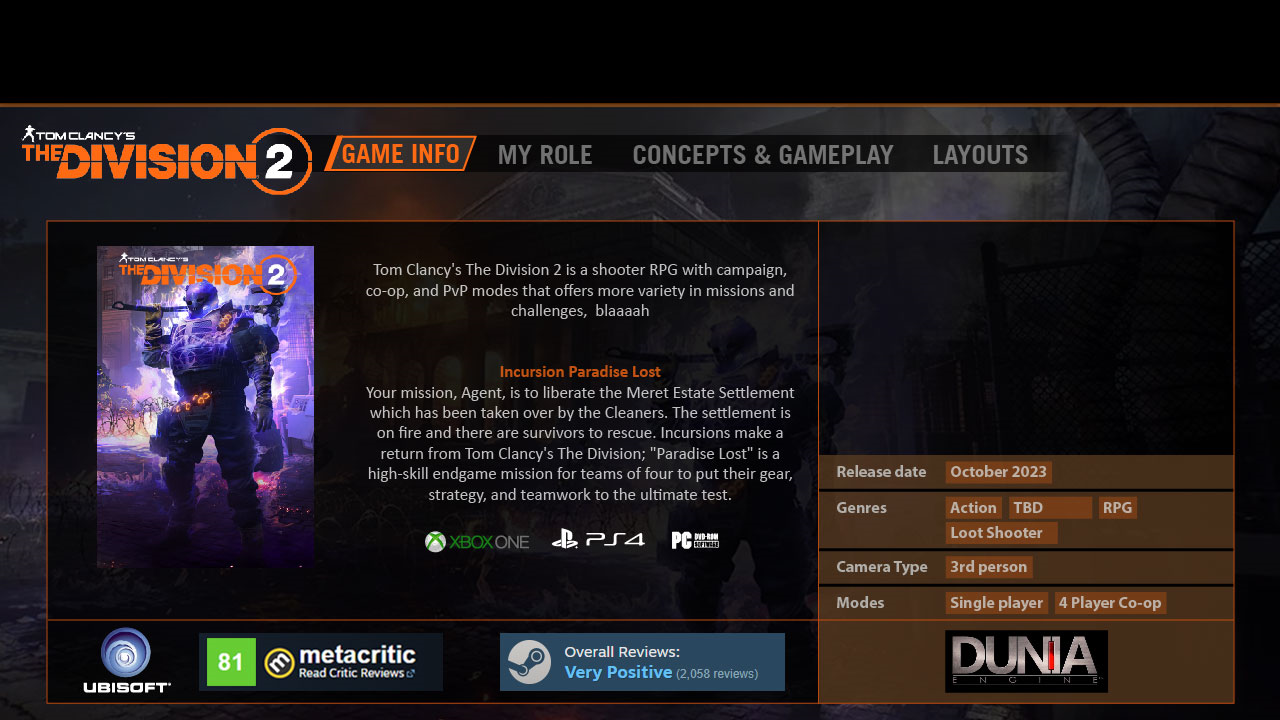 TOM CLANCY'S
THE DIVISION 2
GAME INFO
MY ROLE
CONCEPTS & GAMEPLAY
LAYOUTS
TOM CLANCY'S
THE DIVISION 2
Tom Clancy's The Division 2 is a shooter RPG with campaign,
co-op, and PvP modes that offers more variety in missions and
challenges,  blaaaah
Incursion Paradise Lost
Your mission, Agent, is to liberate the Meret Estate Settlement
which has been taken over by the Cleaners. The settlement is
on fire and there are survivors to rescue. Incursions make a
return from Tom Clancy's The Division; "Paradise Lost" is a
high-skill endgame mission for teams of four to put their gear,
strategy, and teamwork to the ultimate test.
XBOX ONE
PS4
PC DVD-ROM
SOFTWARE
Release date October 2023
Genres Action TBD RPG
Loot Shooter
Camera Type 3rd person
Modes Single player 4 Player Co-op
UBISOFT
81
metacritic
Read Critic Reviews
Overall Reviews:
Very Positive (2,058 reviews)
DUNIA
ENGINE